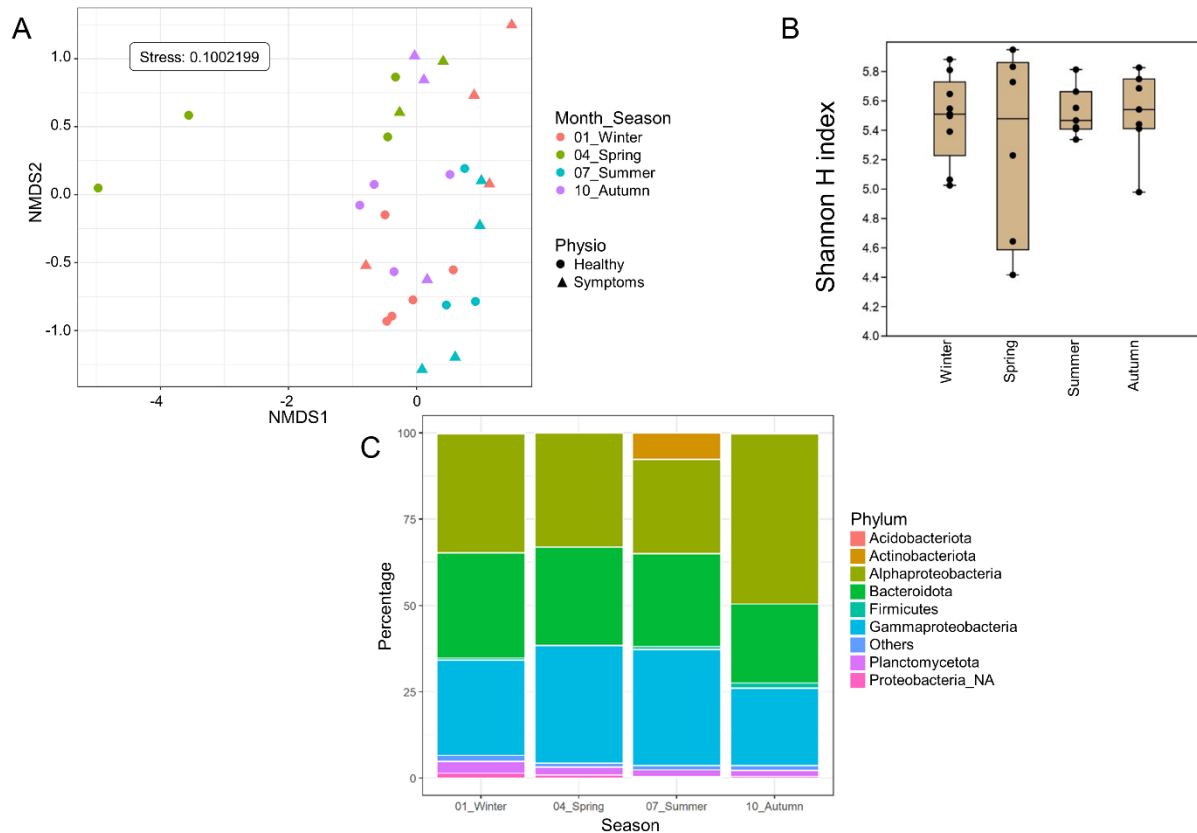 A
Stress: 0.1002199
1.0
0.5
0.0
-0.5
-1.0
NMDS2
-4
-2
0
NMDS1
Month_Season
01_Winter
04_Spring
07_Summer
10_Autumn
Physio
Healthy
Symptoms
B
Shannon H index
5.8
5.6
5.4
5.2
5.0
4.8
4.6
4.4
4.2
4.0
Winter
Spring
Summer
Autumn
C
100
75
50
25
0
Percentage
01_Winter
04_Spring
07_Summer
10_Autumn
Season
Phylum
Acidobacteriota
Actinobacteriota
Alphaproteobacteria
Bacteroidota
Firmicutes
Gammaproteobacteria
Others
Planctomycetota
Proteobacteria_NA